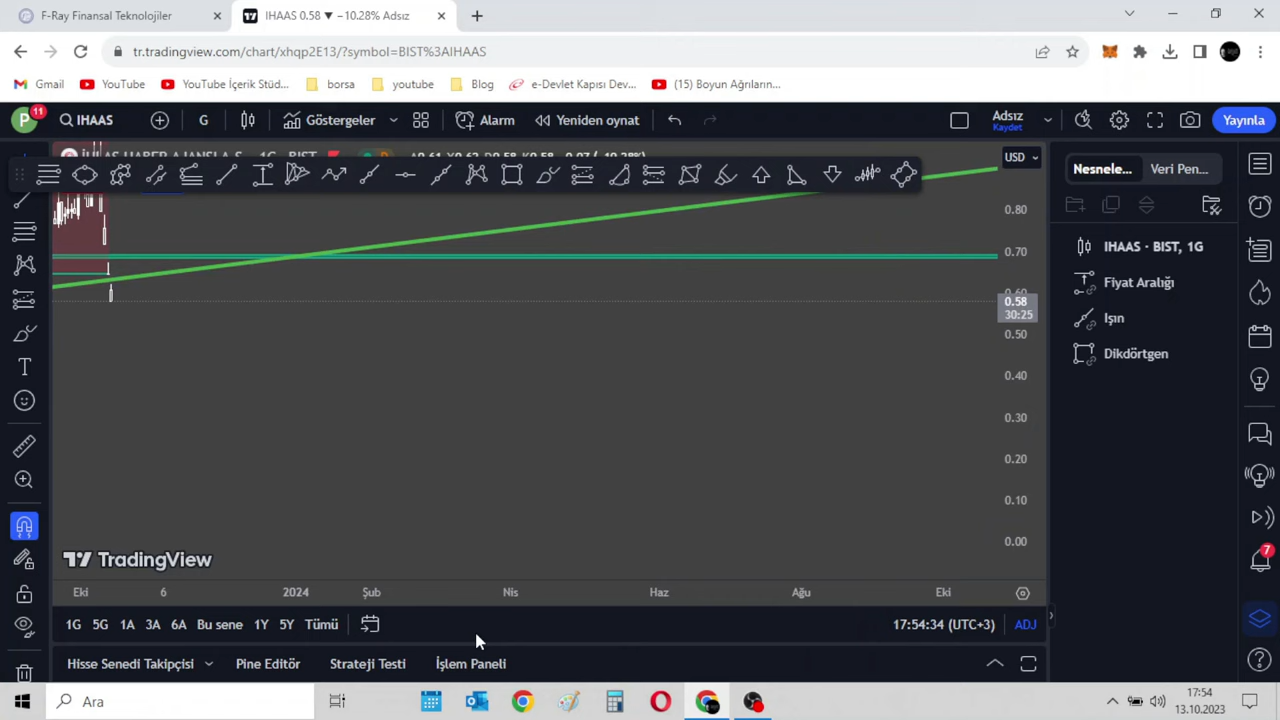 F-Ray Finansal Teknolojiler
IHAAS 0.58 ▼ −10.28% Adsız
tr.tradingview.com/chart/xhqp2E13/?symbol=BIST%3AIHAAS
Gmail
YouTube
YouTube İçerik Stüd...
borsa
youtube
Blog
e-Devlet Kapısı Dev...
(15) Boyun Ağrıların...
P
11
IHAAS
G
Göstergeler
Alarm
Yeniden oynat
Adsız
Kaydet
Yayınla
USD
Nesnele...
Veri Pen...
IHAAS · BIST, 1G
Fiyat Aralığı
Işın
Dikdörtgen
0.80
0.70
0.60
0.58
30:25
0.50
0.40
0.30
0.20
0.10
0.00
TradingView
Eki
6
2024
Şub
Nis
Haz
Ağu
Eki
1G
5G
1A
3A
6A
Bu sene
1Y
5Y
Tümü
17:54:34 (UTC+3)
ADJ
7
Hisse Senedi Takipçisi
Pine Editör
Strateji Testi
İşlem Paneli
Ara
17:54
13.10.2023